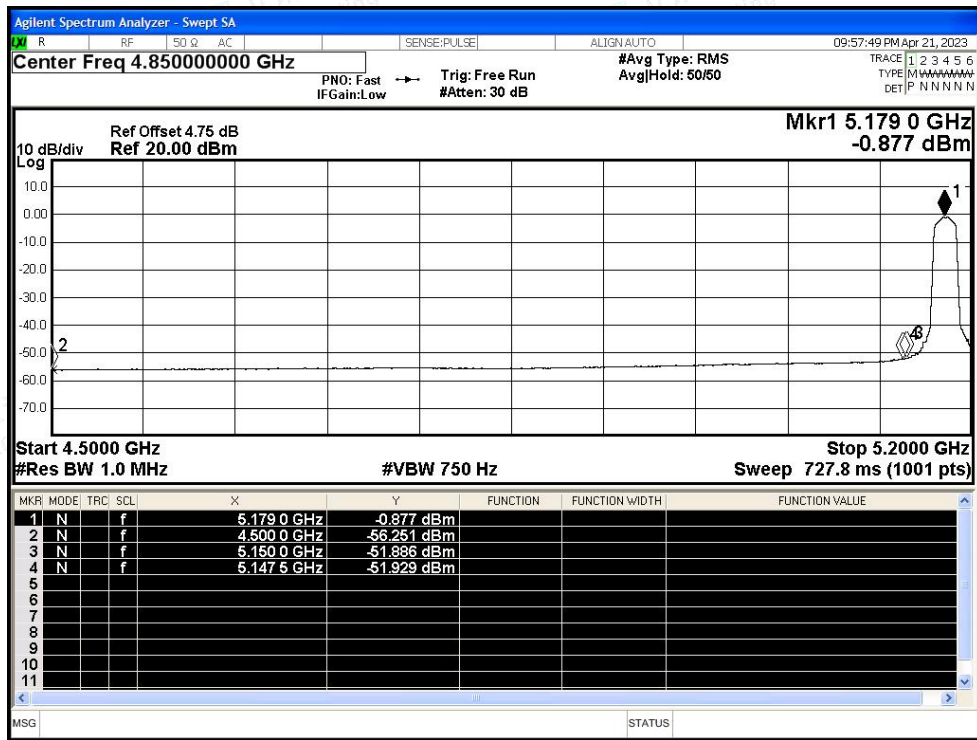 Agilent Spectrum Analyzer - Swept SA
LXI R RF 50 Ω AC SENSE:PULSE ALIGN AUTO 09:57:49 PM Apr 21, 2023
Center Freq 4.850000000 GHz
#Avg Type: RMS
TRACE 1 2 3 4 5 6
PNO: Fast
IFGain:Low
Trig: Free Run
#Atten: 30 dB
Avg|Hold: 50/50
TYPE M
DET P N N N N N
Mkr1 5.179 0 GHz
-0.877 dBm
Ref Offset 4.75 dB
10 dB/div Ref 20.00 dBm
Log
10.0
0.00
-10.0
-20.0
-30.0
-40.0
-50.0
-60.0
-70.0
1
2
4
3
Start 4.5000 GHz Stop 5.2000 GHz
#Res BW 1.0 MHz #VBW 750 Hz Sweep 727.8 ms (1001 pts)
MKR MODE TRC SCL X Y FUNCTION FUNCTION WIDTH FUNCTION VALUE
1 N f 5.179 0 GHz -0.877 dBm
2 N f 4.500 0 GHz -56.251 dBm
3 N f 5.150 0 GHz -51.886 dBm
4 N f 5.147 5 GHz -51.929 dBm
5
6
7
8
9
10
11
MSG STATUS